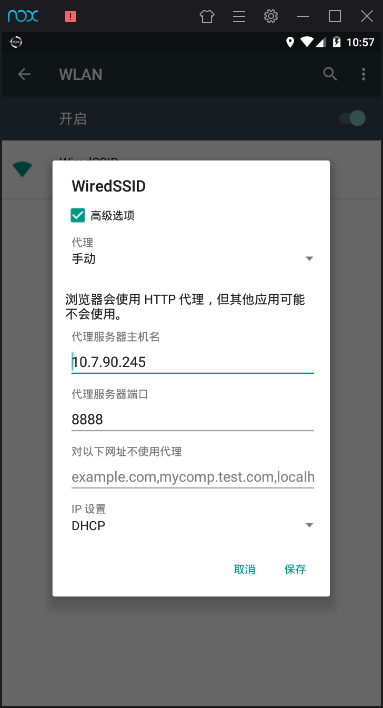 nox
10:57
WLAN
开启
WiredSSID
WiredSSID
高级选项
代理
手动
浏览器会使用 HTTP 代理，但其他应用可能
不会使用。
代理服务器主机名
10.7.90.245
代理服务器端口
8888
对以下网址不使用代理
example.com,mycomp.test.com,localh
IP 设置
DHCP
取消 保存